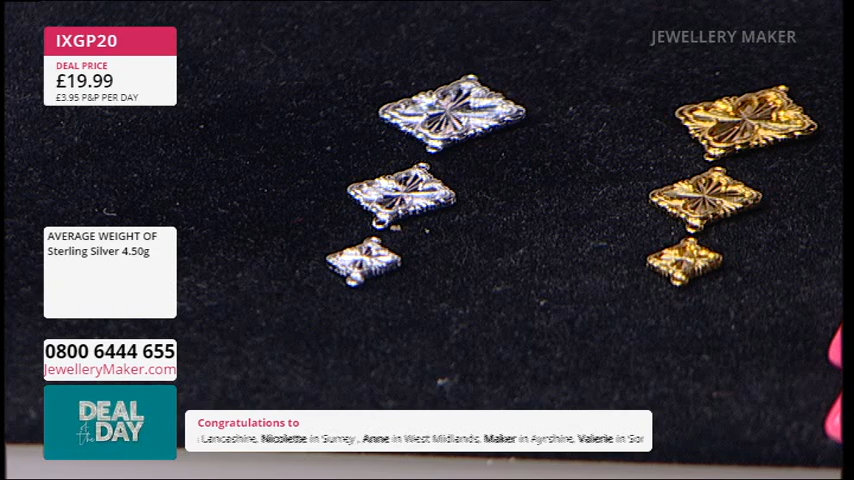 IXGP20
DEAL PRICE
£19.99
£3.95 P&P PER DAY
JEWELLERY MAKER
AVERAGE WEIGHT OF
Sterling Silver 4.50g
0800 6444 655
JewelleryMaker.com
DEAL
of the
DAY
Congratulations to
Lancashire, Nicolette in Surrey, Anne in West Midlands, Maker in Ayrshire, Valerie in